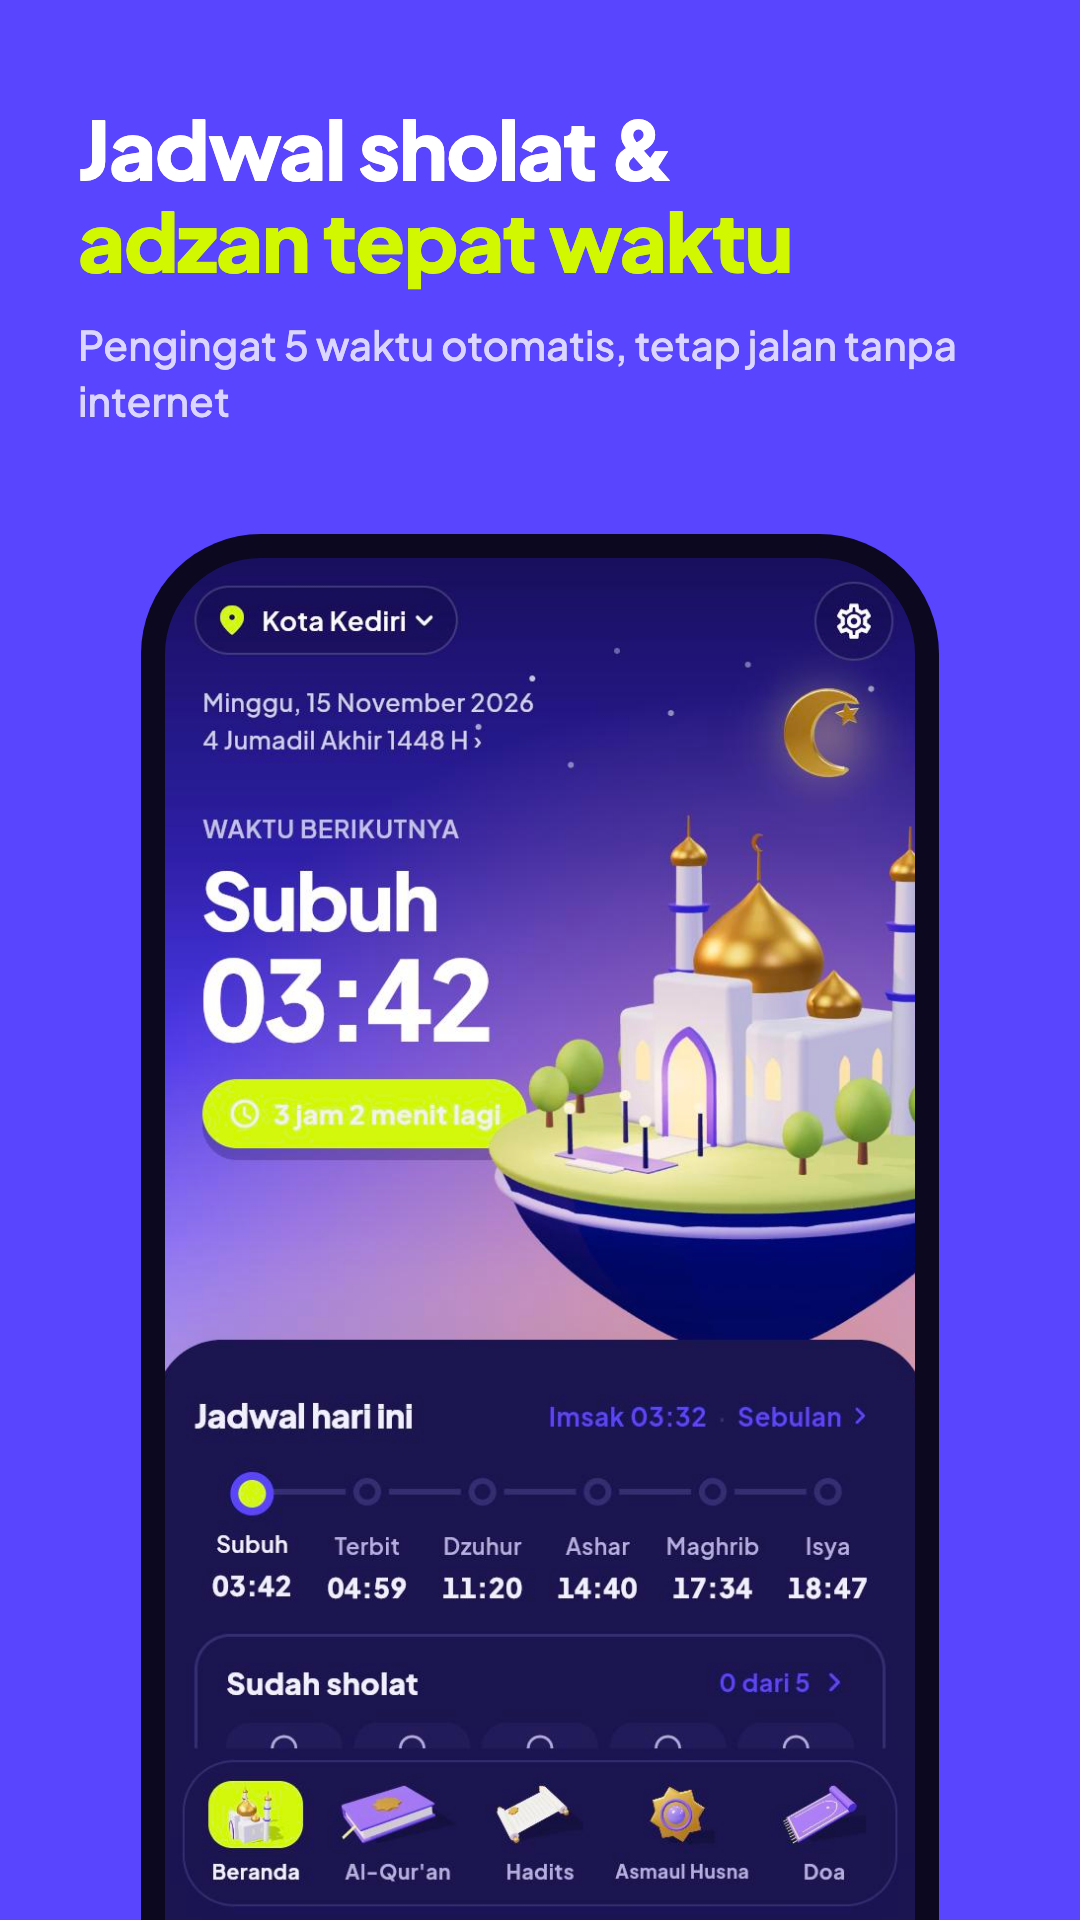 Jadwal sholat &
adzan tepat waktu
Pengingat 5 waktu otomatis, tetap jalan tanpa
internet
Kota Kediri
Minggu, 15 November 2026
4 Jumadil Akhir 1448 H ›
WAKTU BERIKUTNYA
Subuh
03:42
3 jam 2 menit lagi
Jadwal hari ini
Imsak 03:32 · Sebulan >
Subuh Terbit Dzuhur Ashar Maghrib Isya
03:42 04:59 11:20 14:40 17:34 18:47
Sudah sholat
0 dari 5 >
Beranda Al-Qur'an Hadits Asmaul Husna Doa